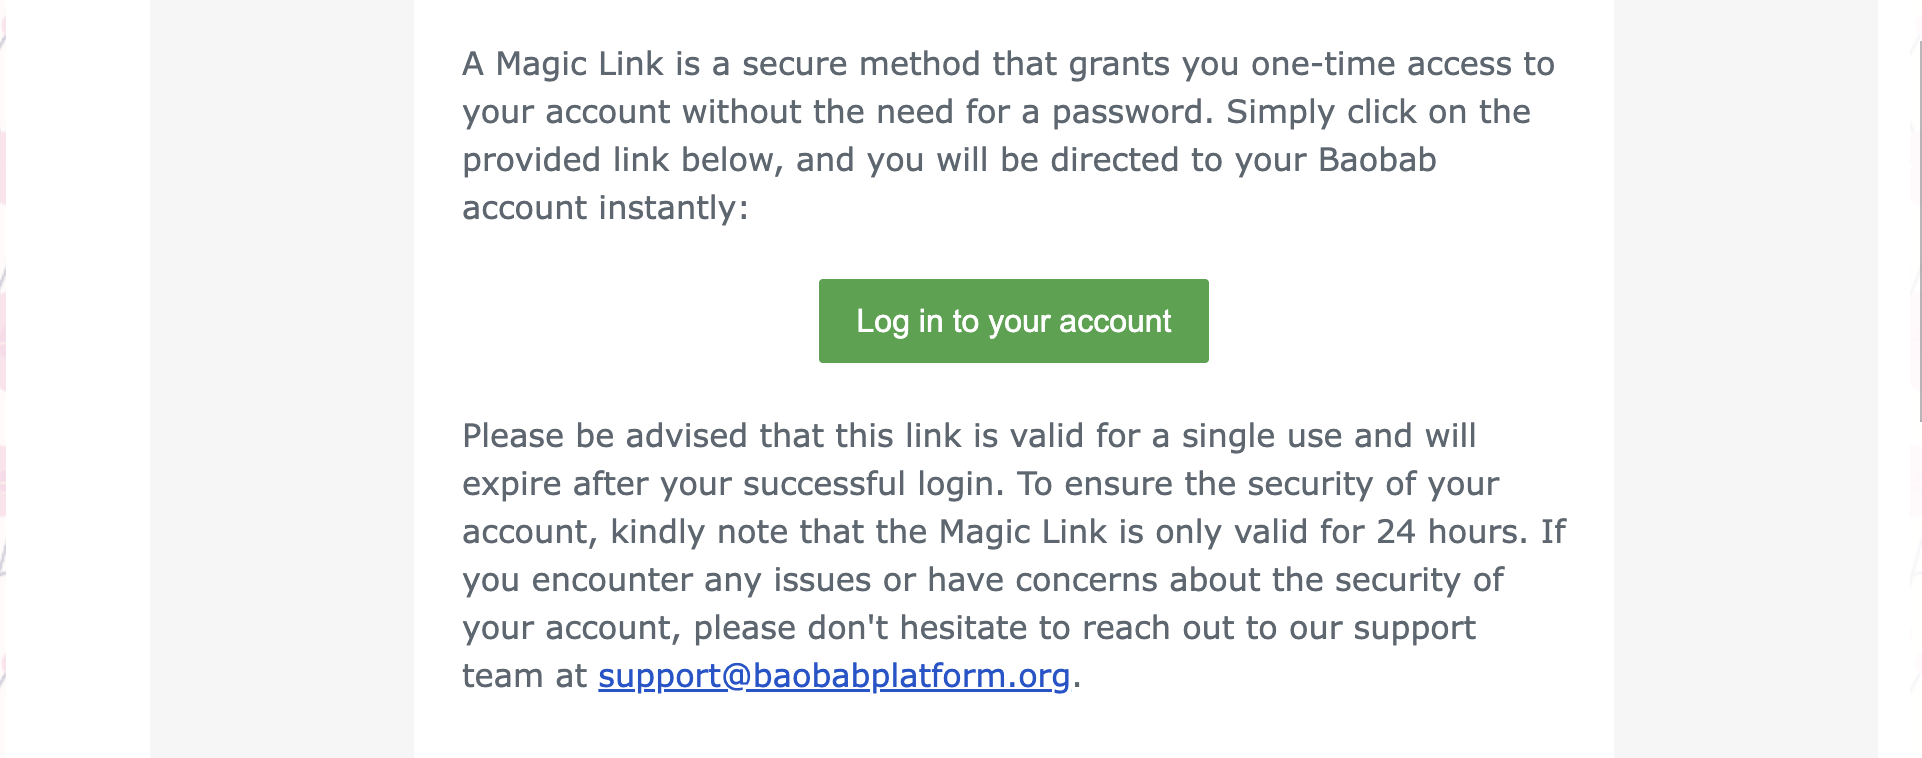 A Magic Link is a secure method that grants you one-time access to
your account without the need for a password. Simply click on the
provided link below, and you will be directed to your Baobab
account instantly:
Log in to your account
Please be advised that this link is valid for a single use and will
expire after your successful login. To ensure the security of your
account, kindly note that the Magic Link is only valid for 24 hours. If
you encounter any issues or have concerns about the security of
your account, please don't hesitate to reach out to our support
team at support@baobabplatform.org.